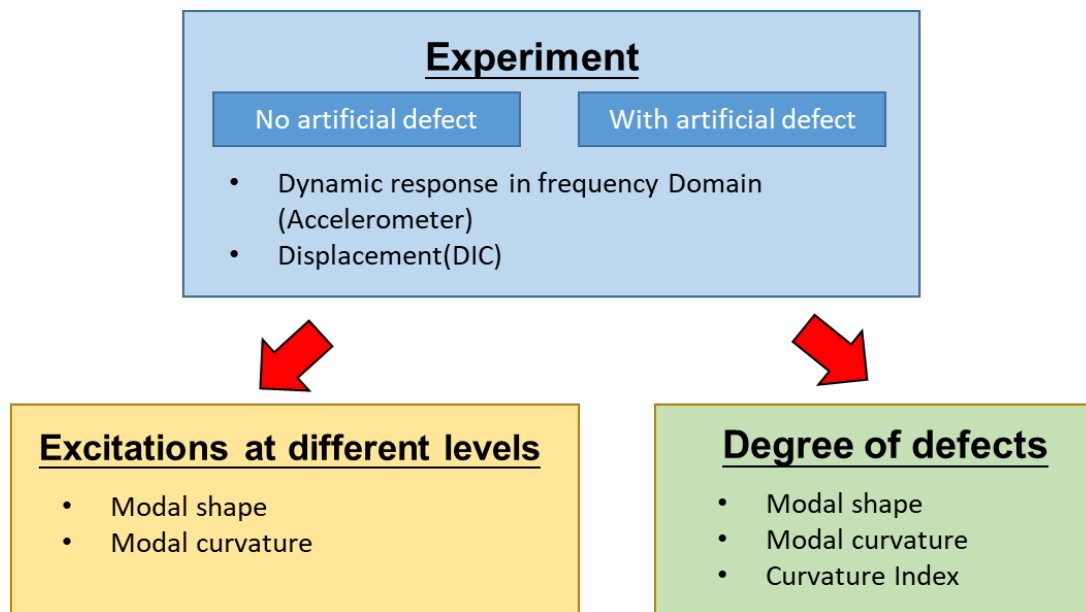 Experiment
No artificial defect
With artificial defect
• Dynamic response in frequency Domain
(Accelerometer)
• Displacement(DIC)
Excitations at different levels
• Modal shape
• Modal curvature
Degree of defects
• Modal shape
• Modal curvature
• Curvature Index